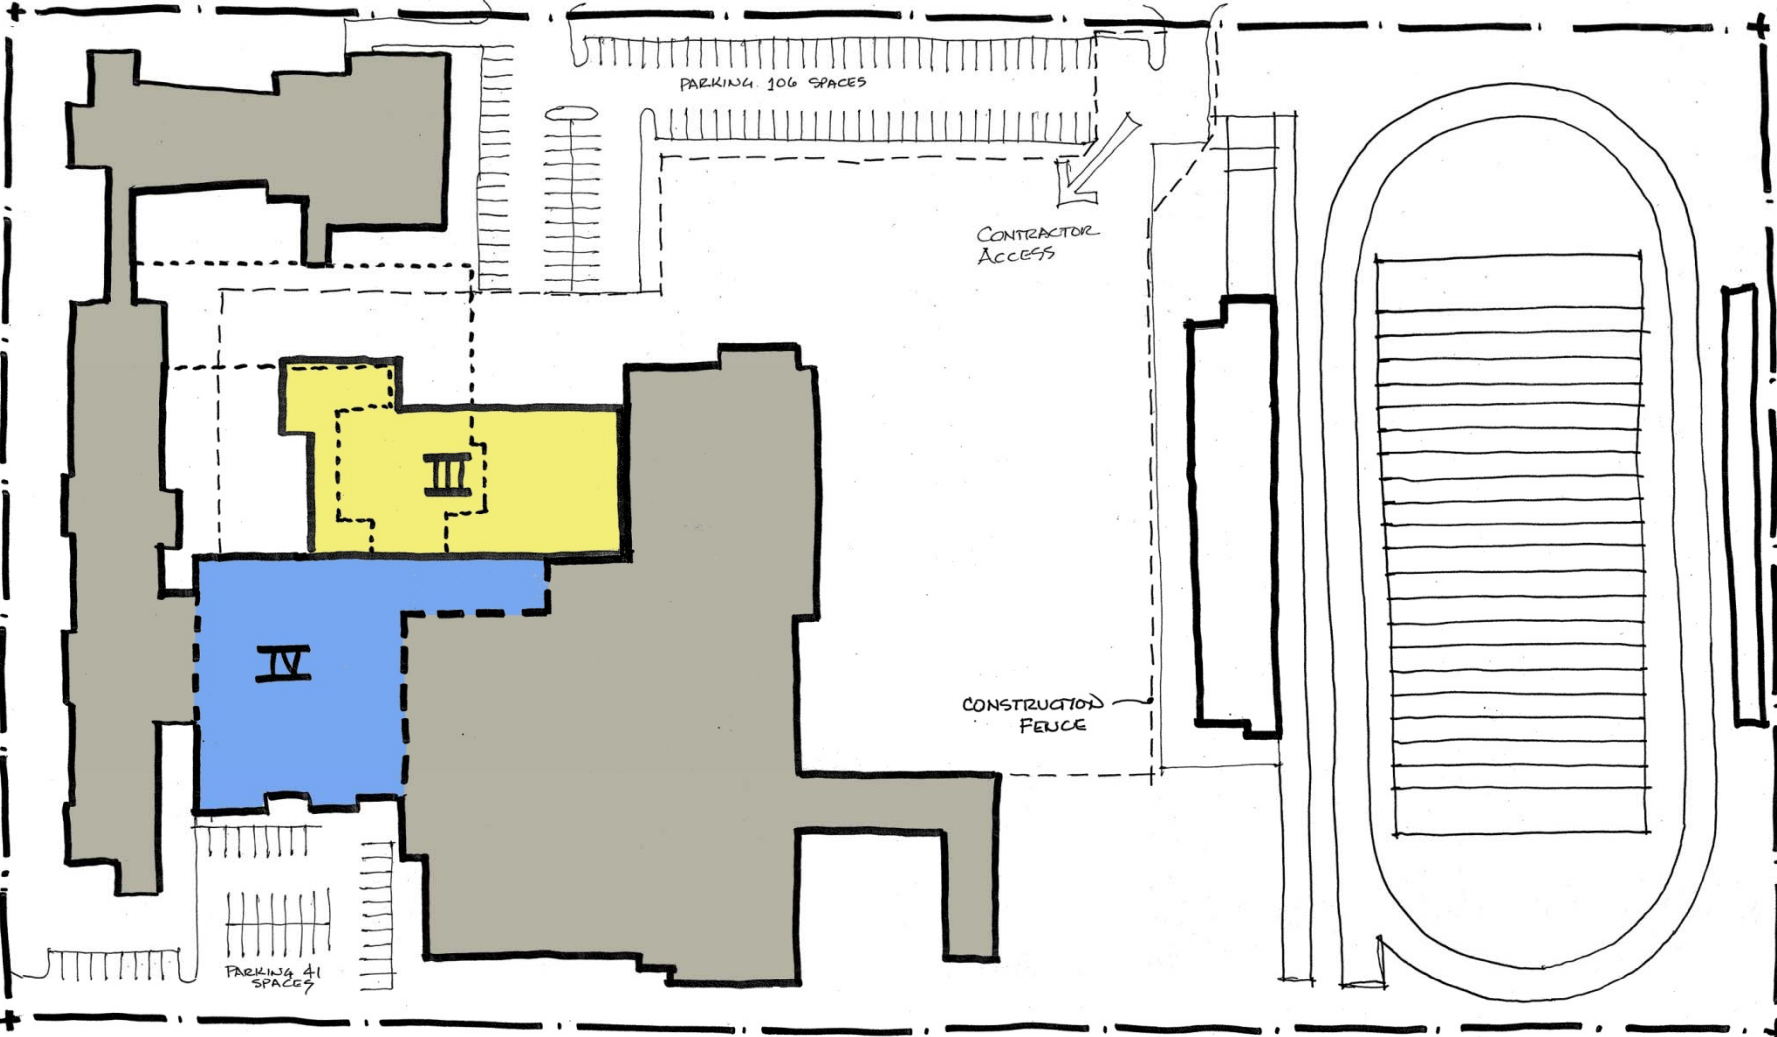 PARKING. 106 SPACES
CONTRACTOR
ACCESS
III
IV
CONSTRUCTION
FENCE
PARKING 41
SPACES